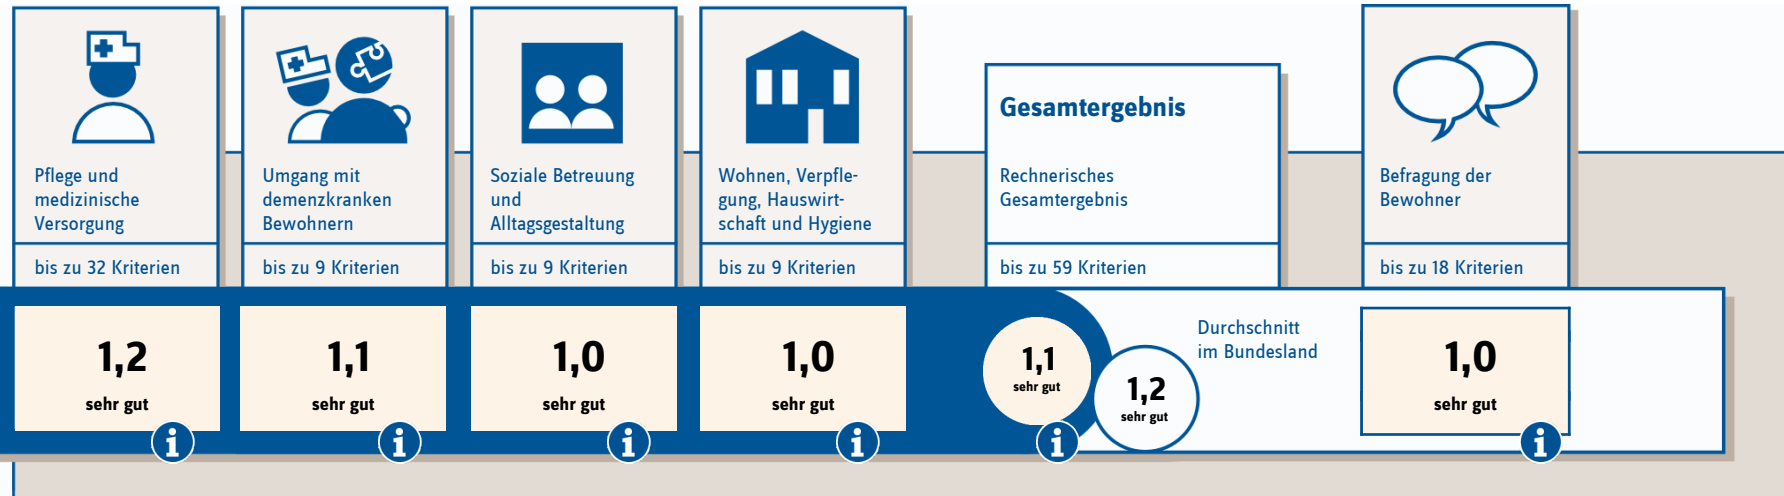 Pflege und
medizinische
Versorgung
bis zu 32 Kriterien
1,2
sehr gut
Umgang mit
demenzkranken
Bewohnern
bis zu 9 Kriterien
1,1
sehr gut
Soziale Betreuung
und
Alltagsgestaltung
bis zu 9 Kriterien
1,0
sehr gut
Wohnen, Verpfle-
gung, Hauswirt-
schaft und Hygiene
bis zu 9 Kriterien
1,0
sehr gut
Gesamtergebnis
Rechnerisches
Gesamtergebnis
bis zu 59 Kriterien
1,1
sehr gut
1,2
sehr gut
Durchschnitt
im Bundesland
Befragung der
Bewohner
bis zu 18 Kriterien
1,0
sehr gut
i
i
i
i
i
i